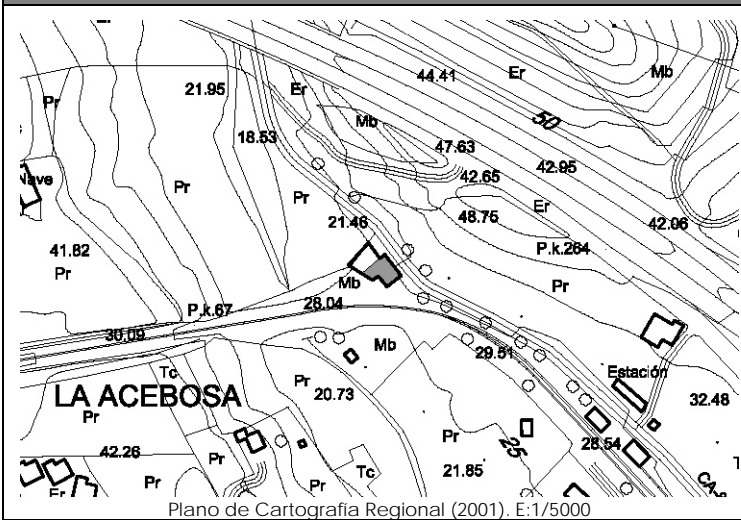 44.41
Er
Mb
21.95
Er
Pr
Mb
50
18.53
47.63
42.95
Nave
Pr
42.65
Pr
Er
21.46
48.75
42.06
41.82
P.k.264
Pr
Mb
Pr
P.k.67
28.04
30.09
Mb
29.51
Tc
Estación
LA ACEBOSA
Pr
20.73
32.48
Pr
42.26
Pr
Pr
25
28.54
Pr
Er
Pr
Tc
21.85
Plano de Cartografía Regional (2001). E:1/5000